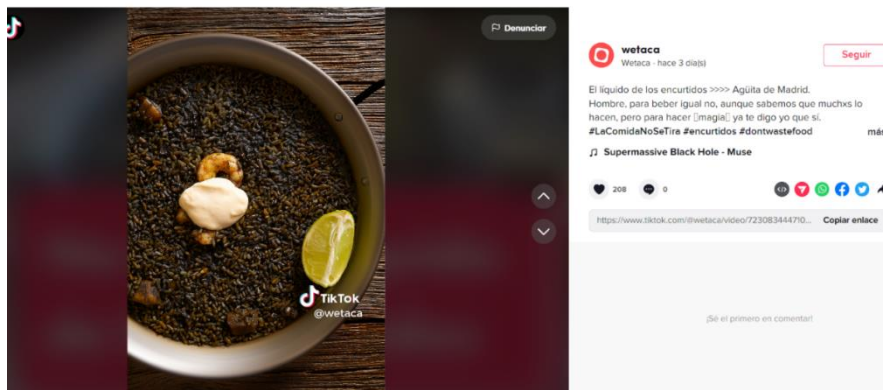 Denunciar
TikTok
@wetaca
wetaca
Wetaca · hace 3 día(s)
Seguir
El líquido de los encurtidos >>>> Agüita de Madrid.
Hombre, para beber igual no, aunque sabemos que muchxs lo
hacen, pero para hacer ▯magia▯ ya te digo yo que sí.
#LaComidaNoSeTira #encurtidos #dontwastefood
más
Supermassive Black Hole - Muse
208
0
https://www.tiktok.com/@wetaca/video/723083444710...
Copiar enlace
¡Sé el primero en comentar!